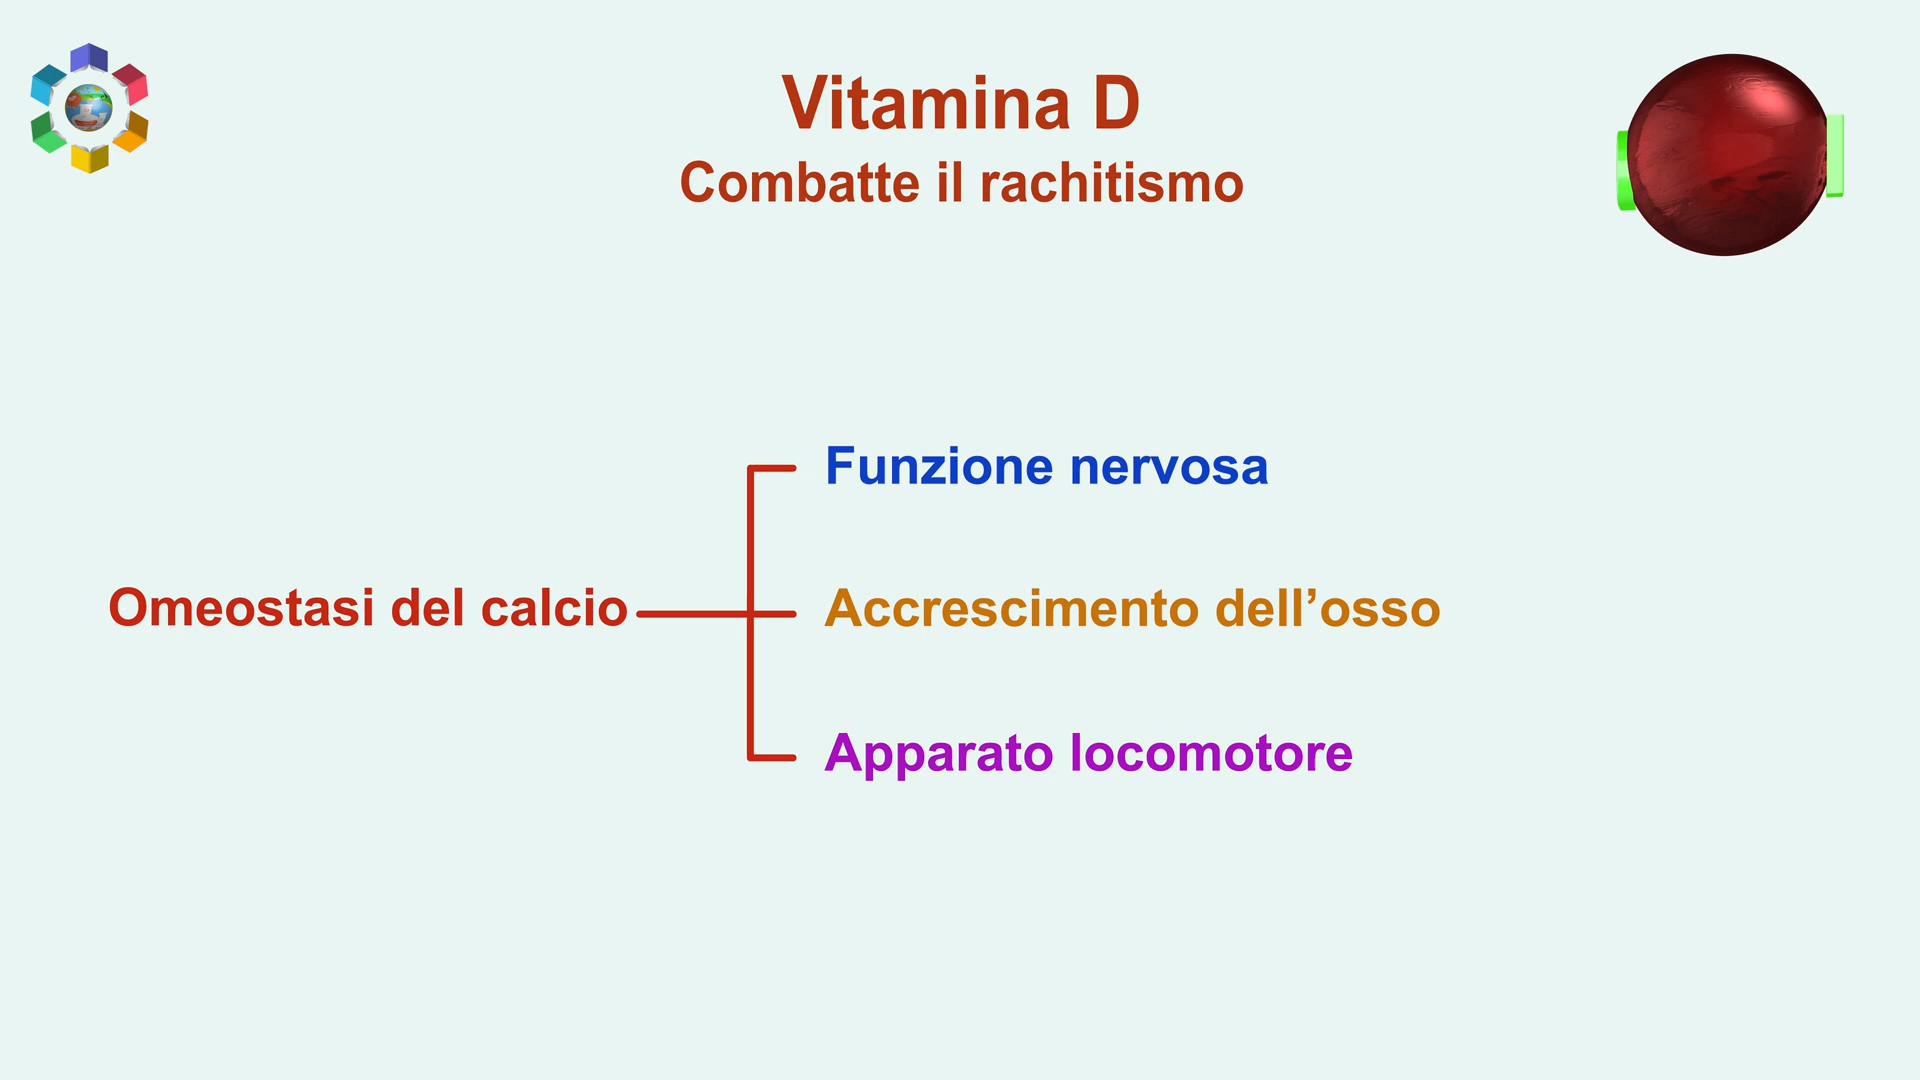 Vitamina D
Combatte il rachitismo
Funzione nervosa
Omeostasi del calcio
Accrescimento dell’osso
Apparato locomotore